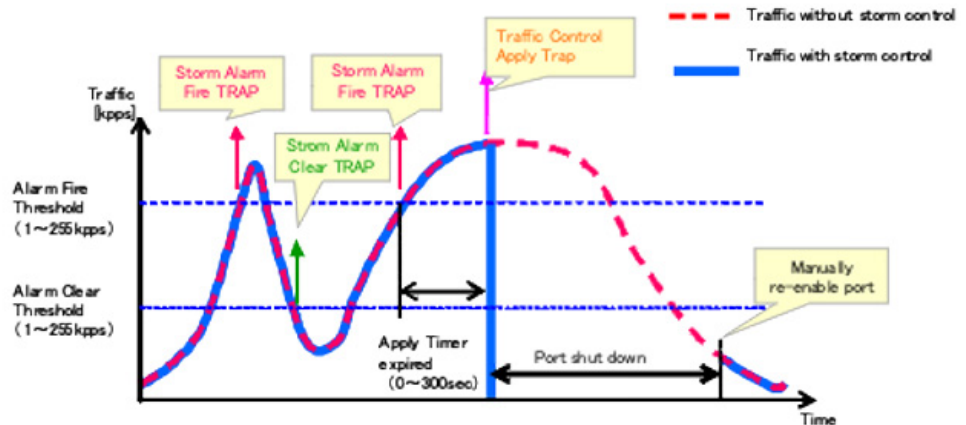 Traffic without storm control
Traffic with storm control
Traffic Control
Apply Trap
Storm Alarm
Fire TRAP
Storm Alarm
Fire TRAP
Strom Alarm
Clear TRAP
Traffic
[kpps]
Alarm Fire
Threshold
(1～255kpps)
Alarm Clear
Threshold
(1～255kpps)
Manually
re-enable port
Apply Timer
expired
(0～300sec)
Port shut down
Time